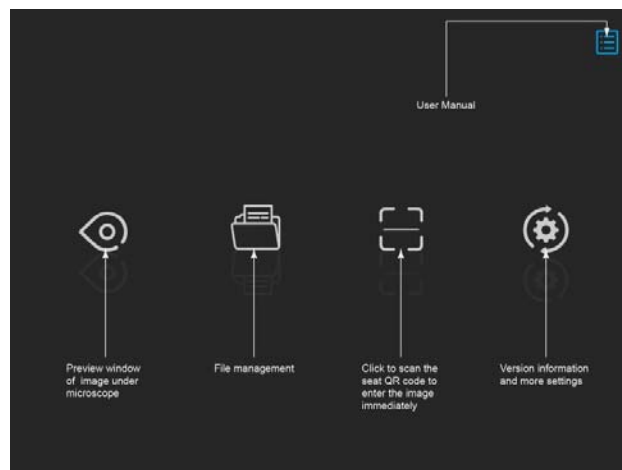 User Manual
Preview window
of image under
microscope
File management
Click to scan the
seat QR code to
enter the image
immediately
Version information
and more settings